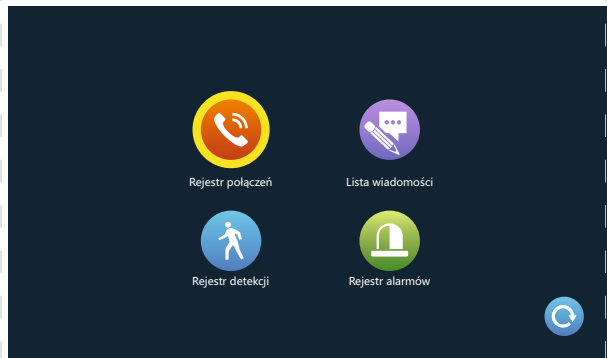 Rejestr połączeń
Lista wiadomości
Rejestr detekcji
Rejestr alarmów